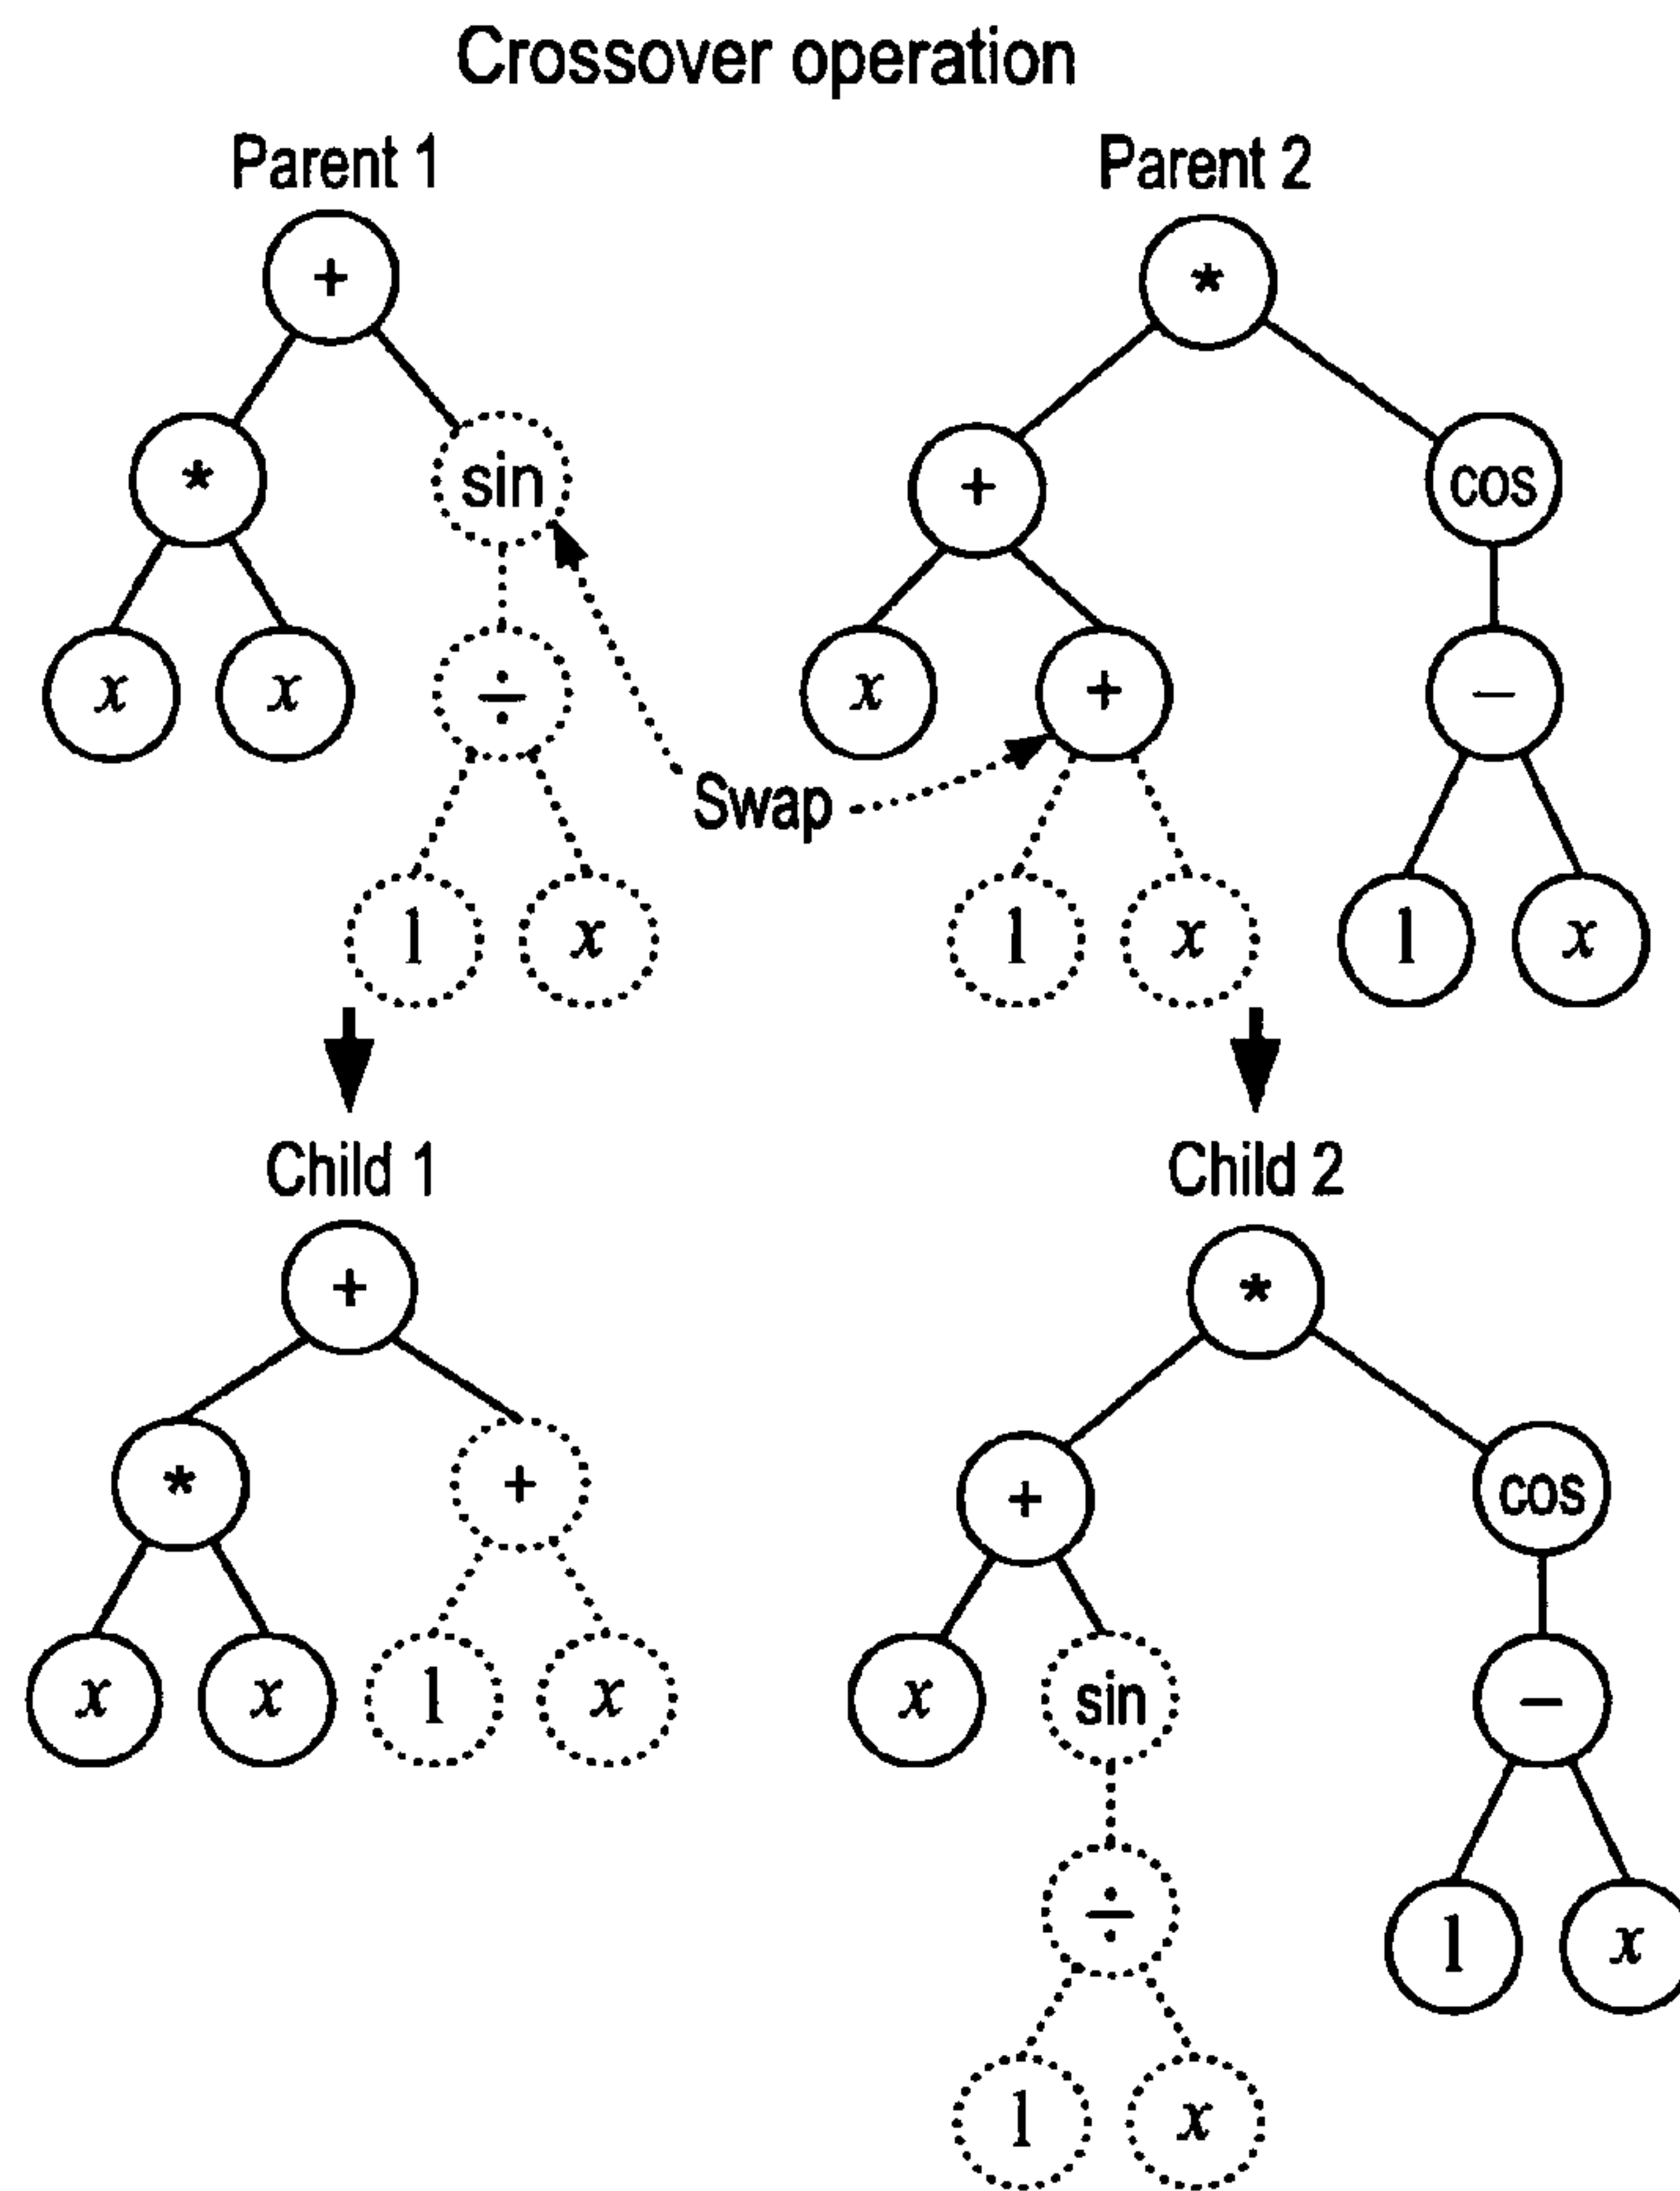 Crossover operation
Parent 1 Parent 2
+ *
* sin + cos
x x ÷ x + −
Swap
1 x 1 x 1 x
Child 1 Child 2
+ *
* + + cos
x x 1 x x sin −
÷ 1 x
1 x